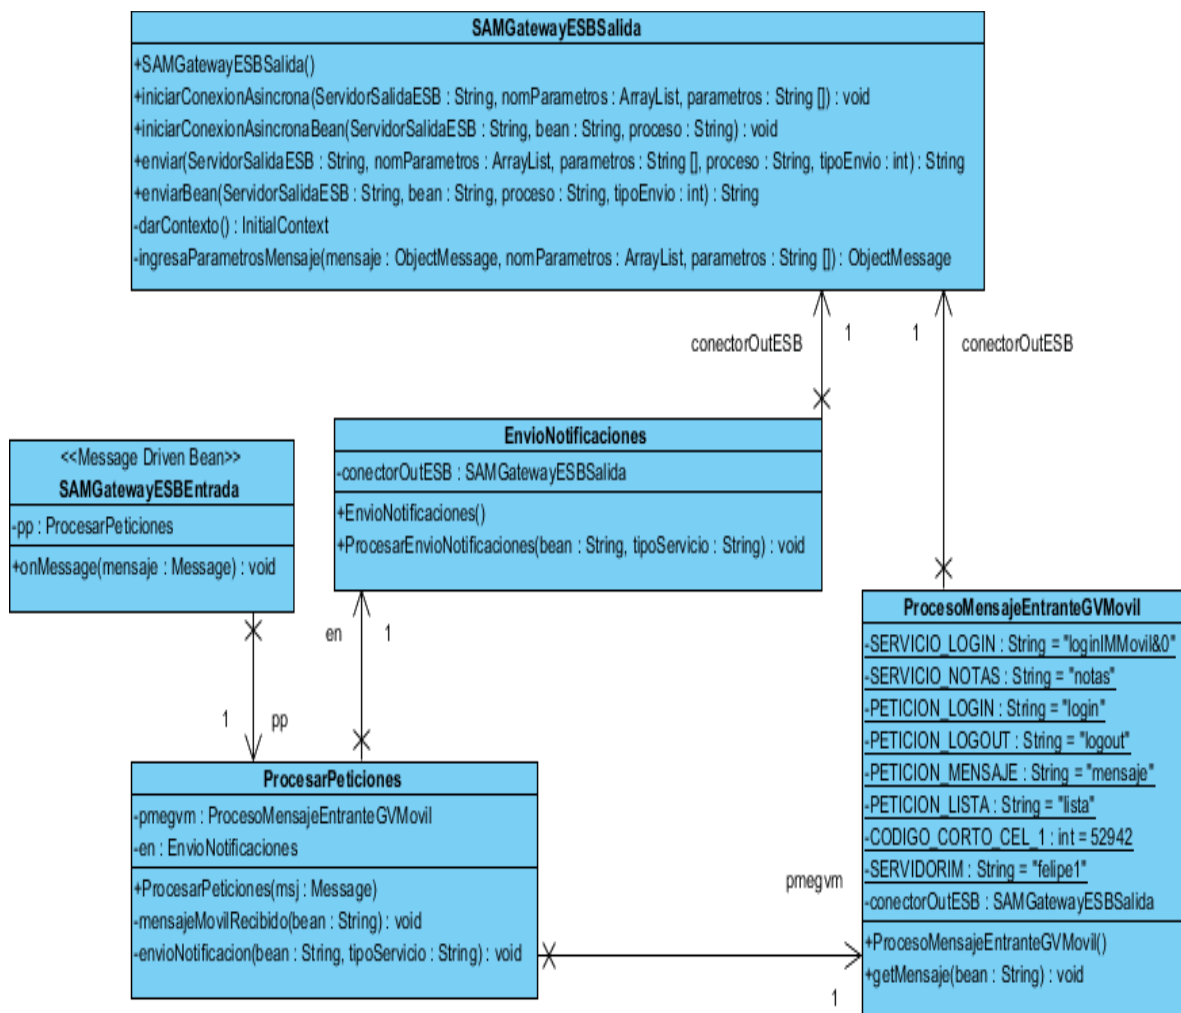 SAMGatewayESBSalida
+SAMGatewayESBSalida()
+iniciarConexionAsincrona(ServidorSalidaESB : String, nomParametros : ArrayList, parametros : String []) : void
+iniciarConexionAsincronaBean(ServidorSalidaESB : String, bean : String, proceso : String) : void
+enviar(ServidorSalidaESB : String, nomParametros : ArrayList, parametros : String [], proceso : String, tipoEnvio : int) : String
+enviarBean(ServidorSalidaESB : String, bean : String, proceso : String, tipoEnvio : int) : String
-darContexto() : InitialContext
-ingresaParametrosMensaje(mensaje : ObjectMessage, nomParametros : ArrayList, parametros : String []) : ObjectMessage
conectorOutESB
1
1
conectorOutESB
EnvioNotificaciones
-conectorOutESB : SAMGatewayESBSalida
+EnvioNotificaciones()
+ProcesarEnvioNotificaciones(bean : String, tipoServicio : String) : void
<<Message Driven Bean>>
SAMGatewayESBEntrada
-pp : ProcesarPeticiones
+onMessage(mensaje : Message) : void
en
1
1
pp
ProcesarPeticiones
-pmegvm : ProcesoMensajeEntranteGVMovil
-en : EnvioNotificaciones
+ProcesarPeticiones(msj : Message)
-mensajeMovilRecibido(bean : String) : void
-envioNotificacion(bean : String, tipoServicio : String) : void
pmegvm
1
ProcesoMensajeEntranteGVMovil
-SERVICIO_LOGIN : String = "loginIMMovil&0"
-SERVICIO_NOTAS : String = "notas"
-PETICION_LOGIN : String = "login"
-PETICION_LOGOUT : String = "logout"
-PETICION_MENSAJE : String = "mensaje"
-PETICION_LISTA : String = "lista"
-CODIGO_CORTO_CEL_1 : int = 52942
-SERVIDORIM : String = "felipe1"
-conectorOutESB : SAMGatewayESBSalida
+ProcesoMensajeEntranteGVMovil()
+getMensaje(bean : String) : void